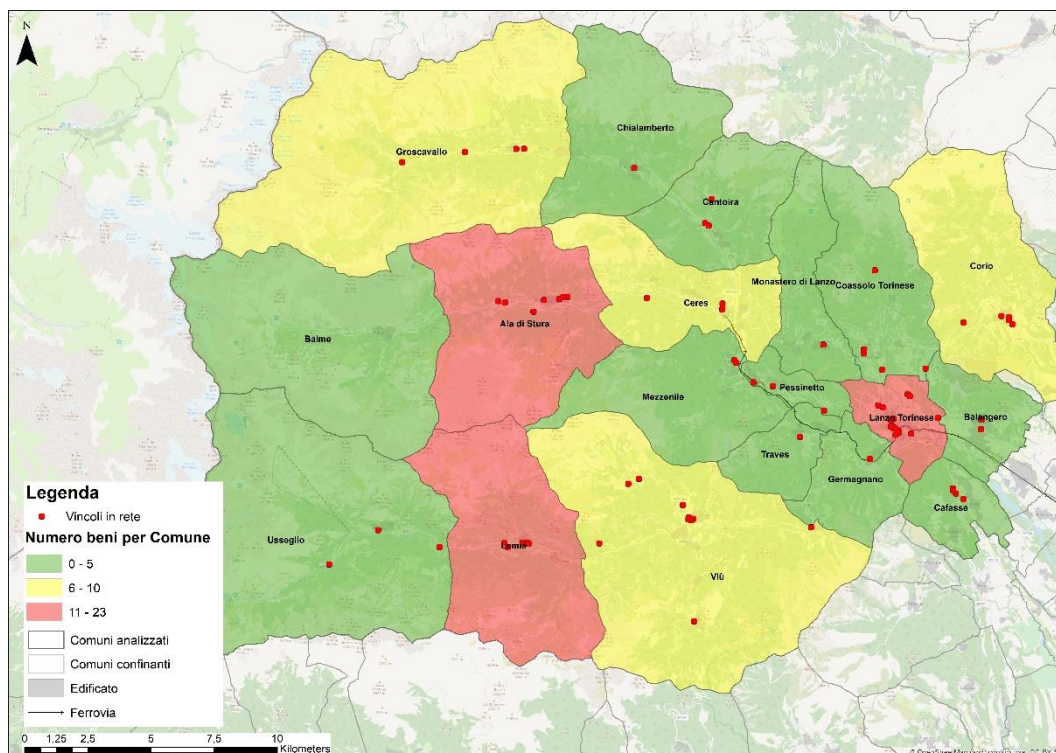 N
Chialamberto
Groscavallo
Cantoira
Corio
Monastero di Lanzo
Coassolo Torinese
Ceres
Ala di Stura
Balme
Pessinetto
Mezzenile
Lanzo Torinese
Balangero
Traves
Germagnano
Cafasse
Usseglio
Lemie
Viù
Legenda
Vincoli in rete
Numero beni per Comune
0 - 5
6 - 10
11 - 23
Comuni analizzati
Comuni confinanti
Edificato
Ferrovia
0 1,25 2,5 5 7,5 10
Kilometers